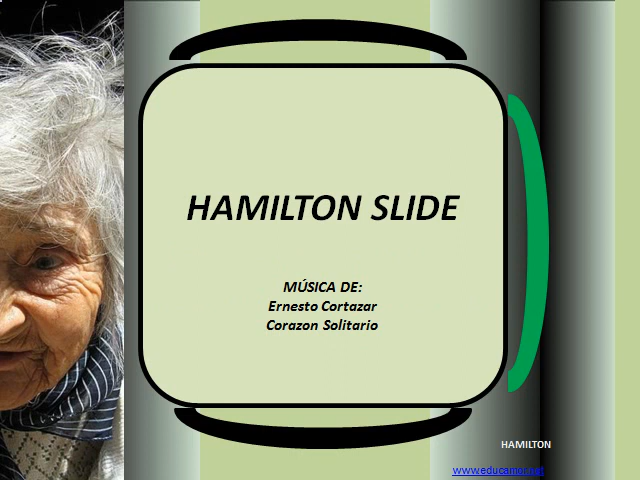 HAMILTON SLIDE
MÚSICA DE:
Ernesto Cortazar
Corazon Solitario
HAMILTON
www.educamor.net